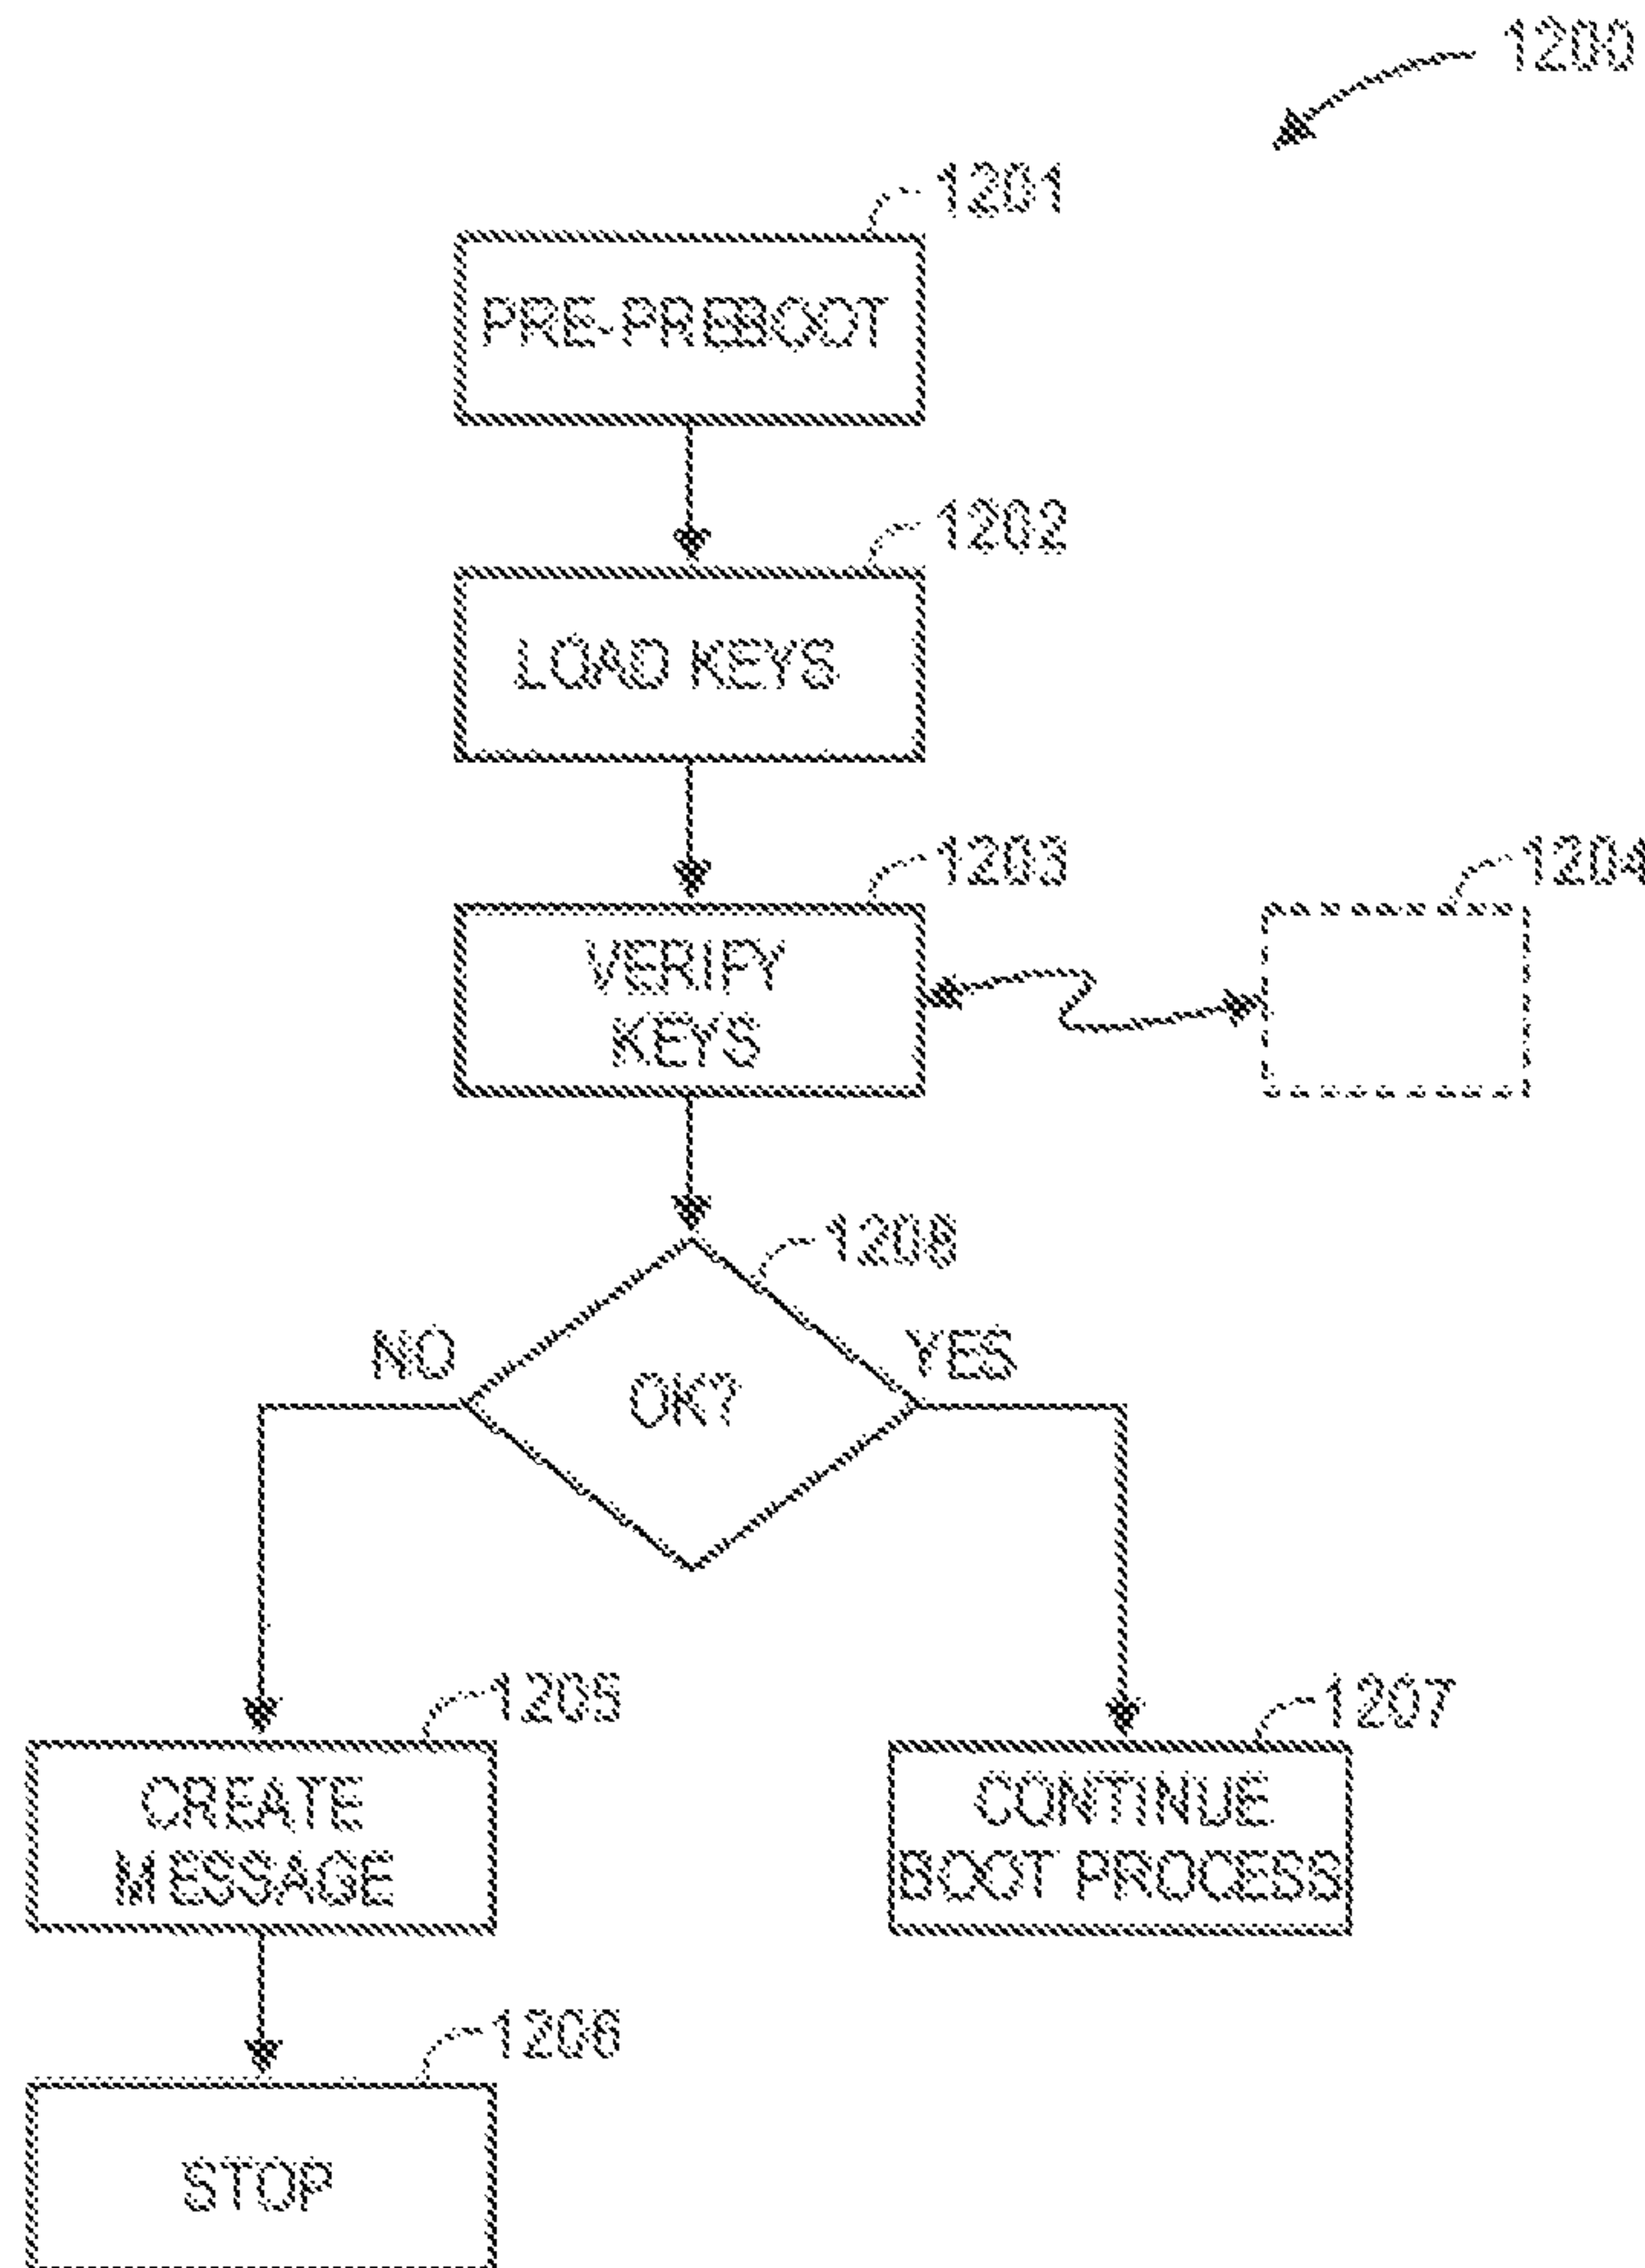 1200
1201
PRE-PREBOOT
1202
LOAD KEYS
1203
1204
VERIFY
KEYS
1208
NO
YES
OK?
1205
1207
CREATE
MESSAGE
CONTINUE
BOOT PROCESS
1206
STOP